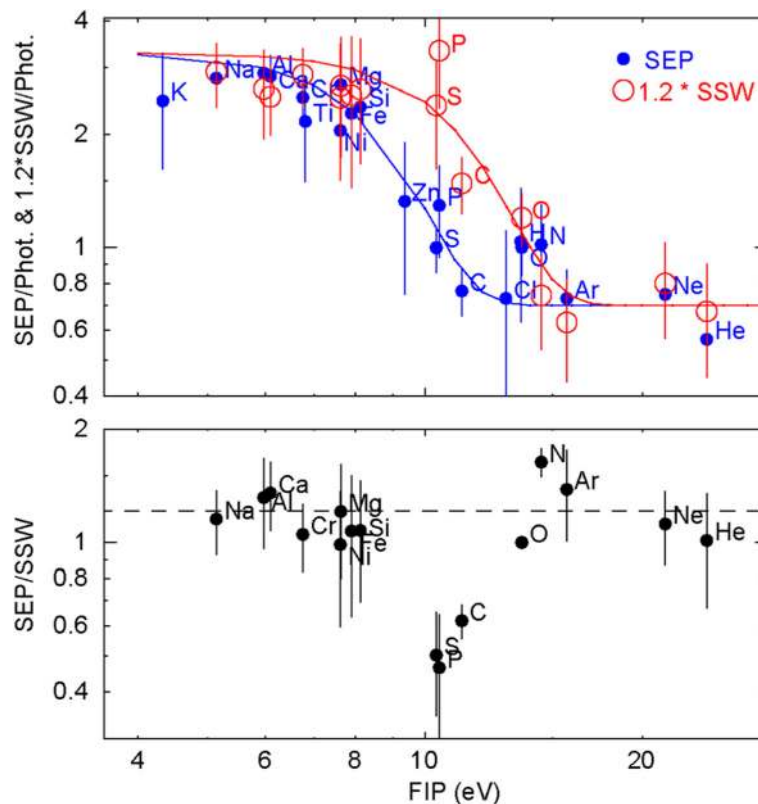 4
P
SEP
1.2 * SSW
Na
Al
Mg
K
Ca
Cr
Si
S
Ti
Fe
2
Ni
C
Zn
P
O
H
N
1
S
O
0.8
C
Cl
Ar
Ne
0.6
He
0.4
SEP/Phot. & 1.2*SSW/Phot.
2
N
Ca
Ar
Na
Al
Mg
Ne
Cr
Si
Fe
He
1
Ni
O
0.8
C
0.6
S
P
0.4
SEP/SSW
4
6
8
10
20
FIP (eV)